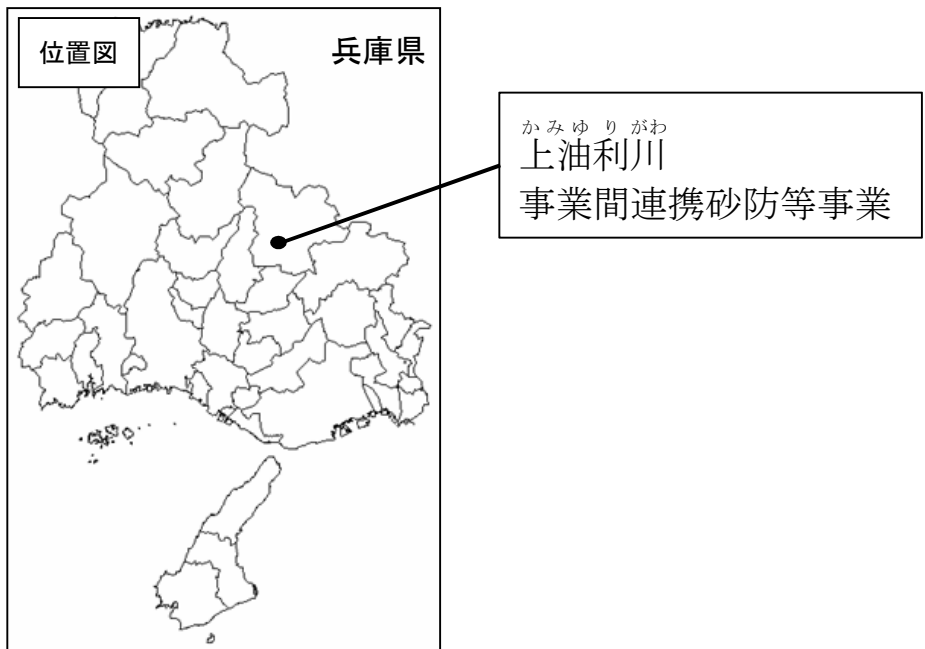 位置図
兵庫県
かみゆりがわ
上油利川
事業間連携砂防等事業